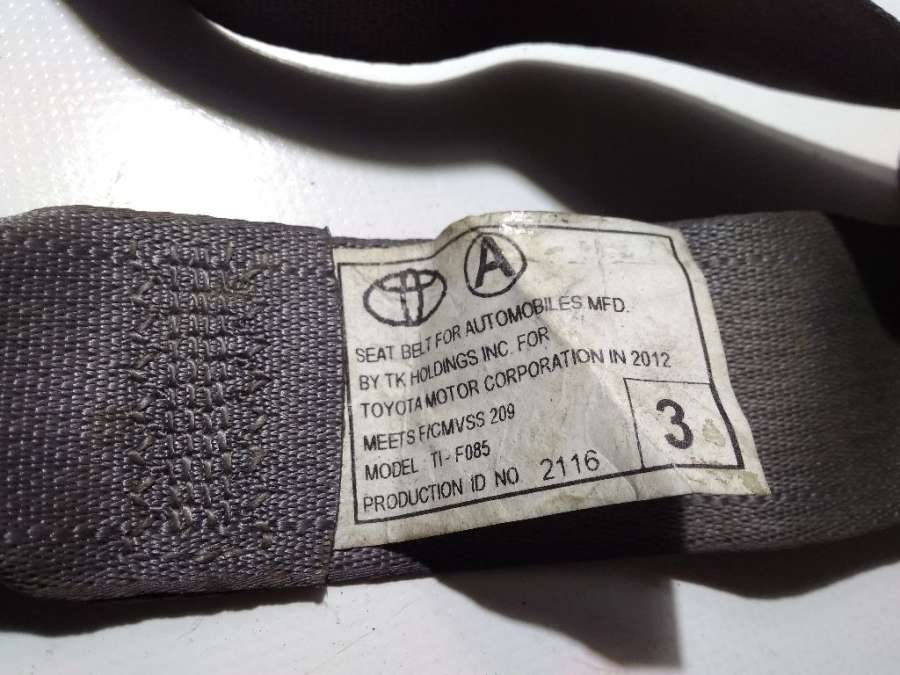 A
SEAT BELT FOR AUTOMOBILES MFD.
BY TK HOLDINGS INC. FOR
TOYOTA MOTOR CORPORATION IN 2012
MEETS F/CMVSS 209
MODEL TI-F085
PRODUCTION ID NO 2116
3